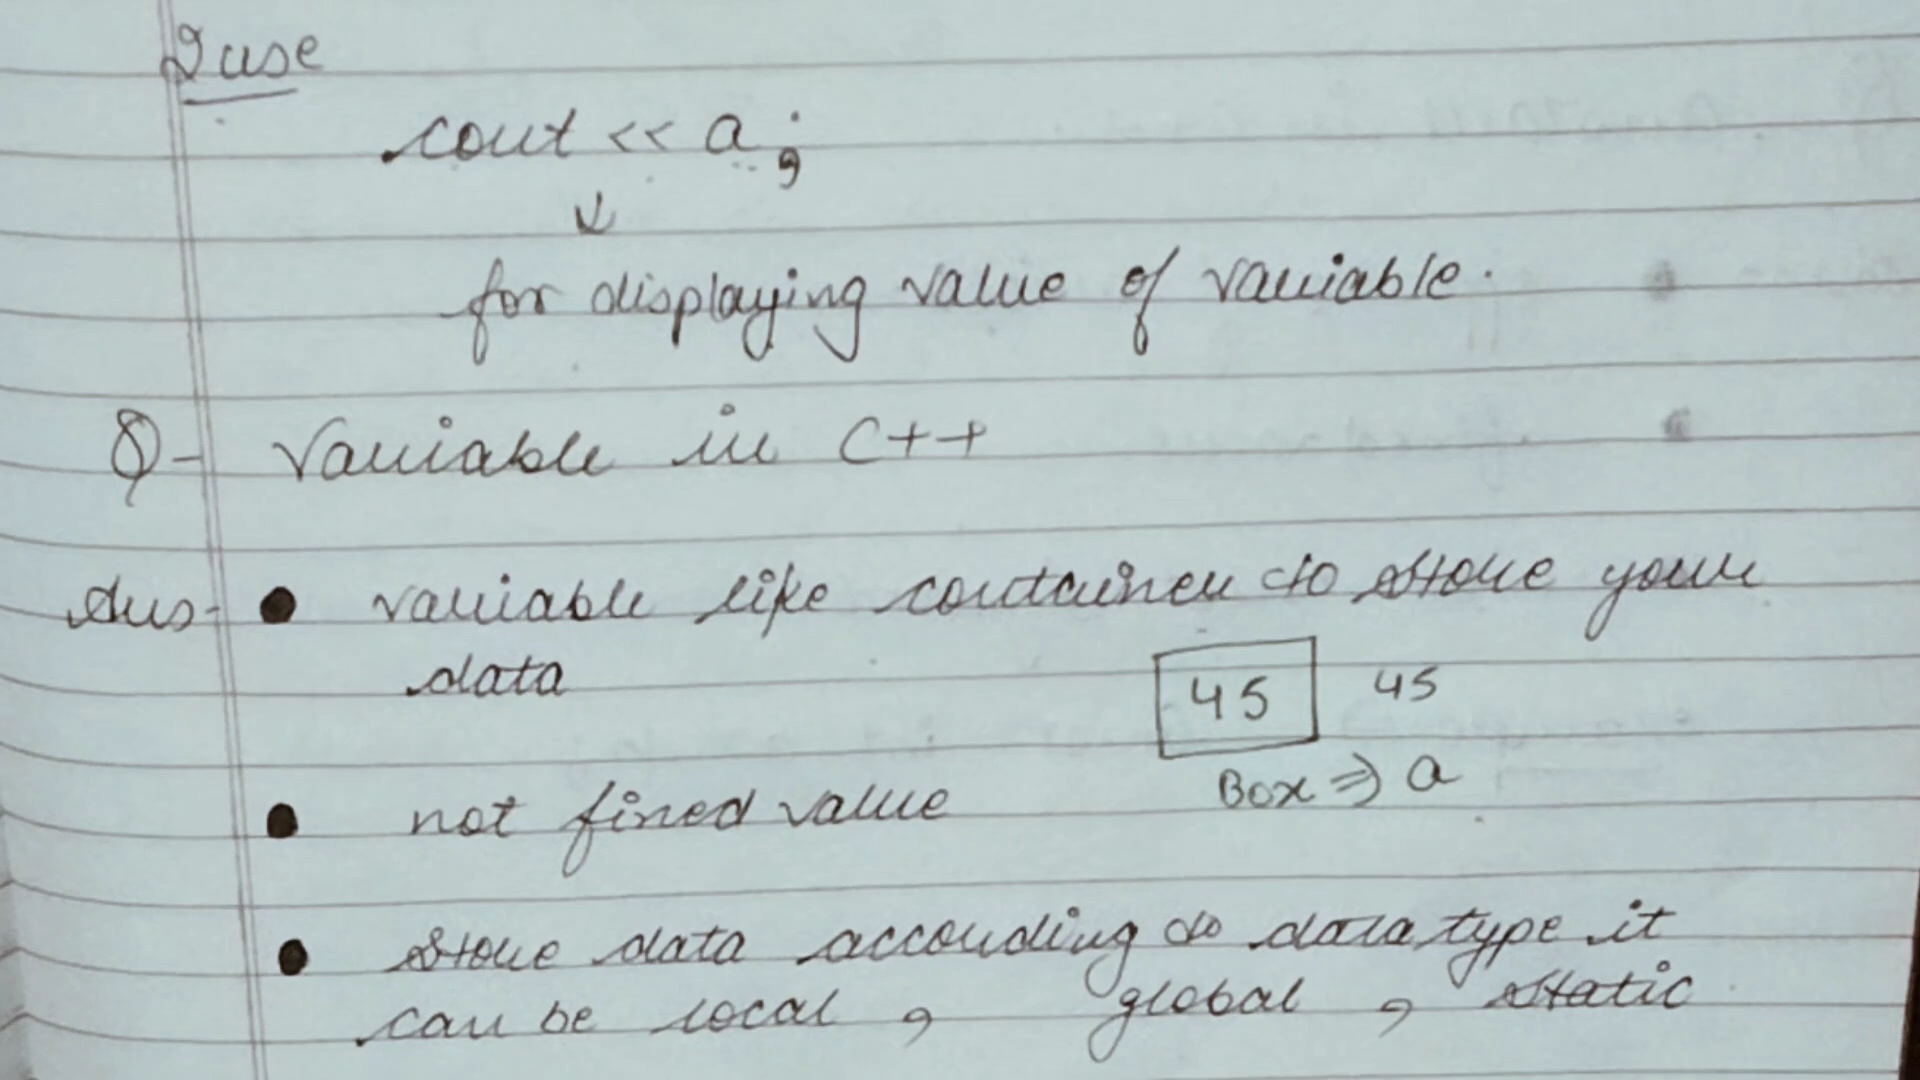 2 use
cout << a ;
↓
for displaying value of variable.
Q- Variable in C++
Ans- • variable like container to store your
data
45 45
Box ⇒ a
• not fixed value
• store data according to data type it
can be local , global , static